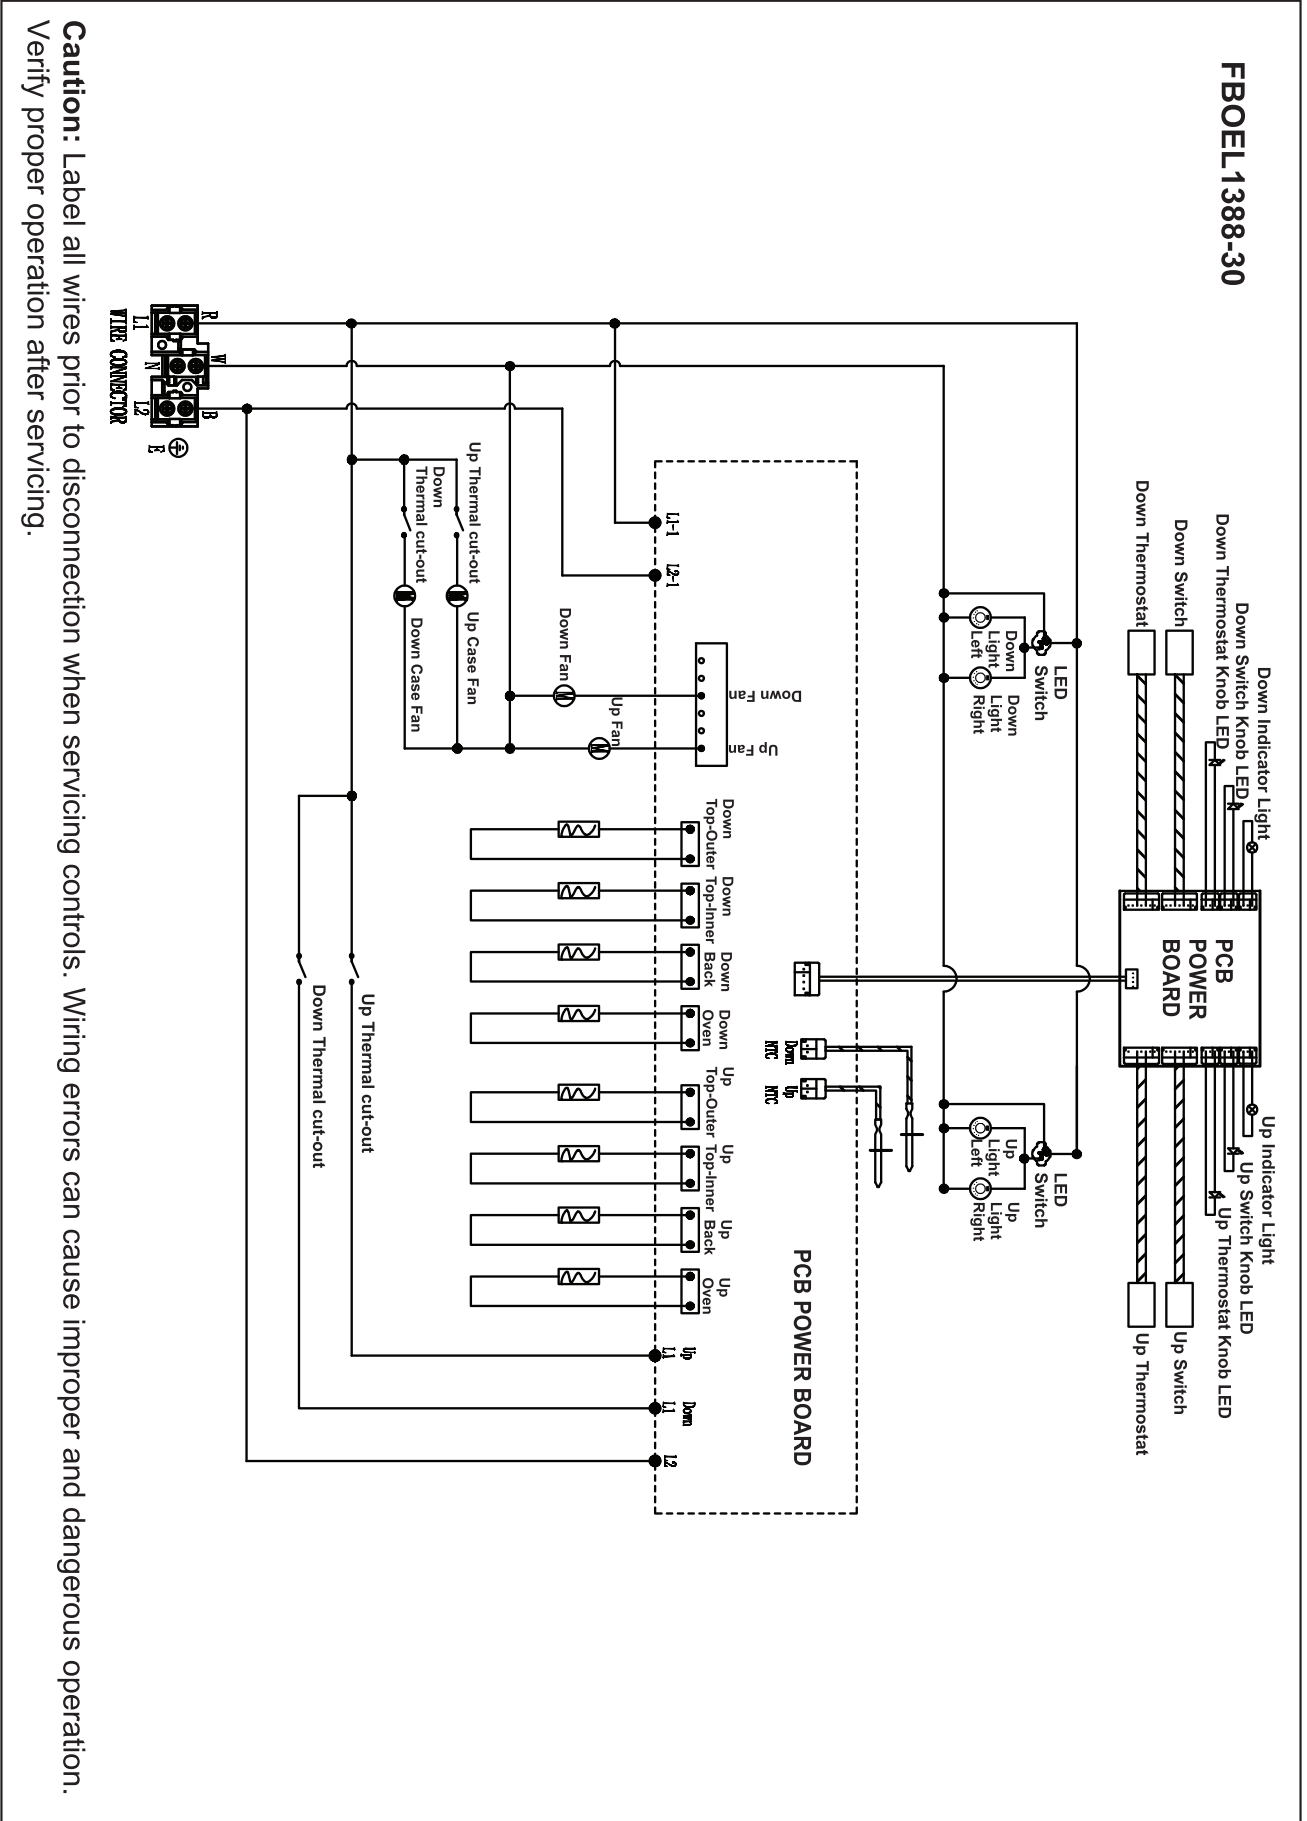 FBOEL1388-30
Down Indicator Light
Down Switch Knob LED
Down Thermostat Knob LED
Down Switch
Down Thermostat
PCB
POWER
BOARD
Up Indicator Light
Up Switch Knob LED
Up Thermostat Knob LED
Up Switch
Up Thermostat
LED
Switch
Down
Light
Left
Down
Light
Right
LED
Switch
Up
Light
Left
Up
Light
Right
PCB POWER BOARD
Down
NTC
Up
NTC
L1-1
L2-1
Down Fan
Up Fan
Down
Top-Outer
Down
Top-Inner
Down
Back
Down
Oven
Up
Top-Outer
Up
Top-Inner
Up
Back
Up
Oven
Up
L1
Down
L1
L2
Down Fan
Up Fan
Up Thermal cut-out
Up Case Fan
Down
Thermal cut-out
Down Case Fan
Up Thermal cut-out
Down Thermal cut-out
R
W
B
L1
N
L2
E
WIRE CONNECTOR
Caution: Label all wires prior to disconnection when servicing controls. Wiring errors can cause improper and dangerous operation.
Verify proper operation after servicing.